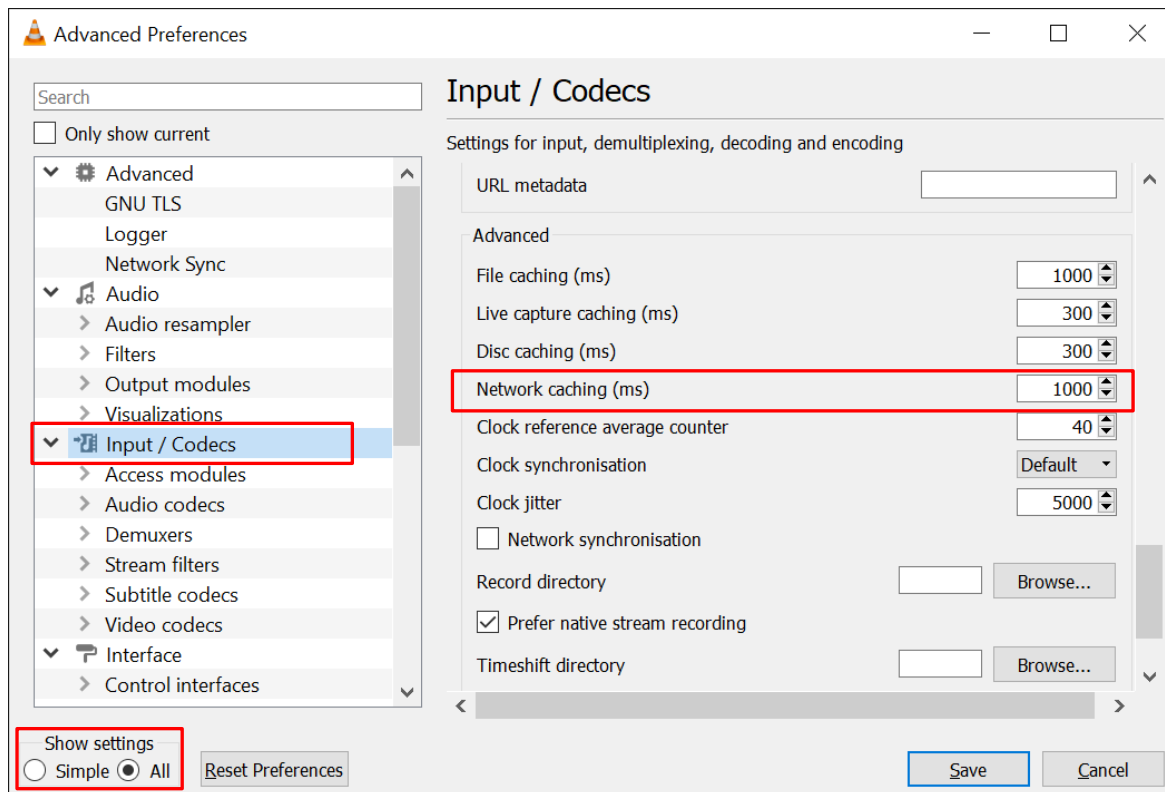 Advanced Preferences
Search
Only show current
Advanced
GNU TLS
Logger
Network Sync
Audio
Audio resampler
Filters
Output modules
Visualizations
Input / Codecs
Access modules
Audio codecs
Demuxers
Stream filters
Subtitle codecs
Video codecs
Interface
Control interfaces
Show settings
Simple All
Reset Preferences
Input / Codecs
Settings for input, demultiplexing, decoding and encoding
URL metadata
Advanced
File caching (ms) 1000
Live capture caching (ms) 300
Disc caching (ms) 300
Network caching (ms) 1000
Clock reference average counter 40
Clock synchronisation Default
Clock jitter 5000
Network synchronisation
Record directory Browse...
Prefer native stream recording
Timeshift directory Browse...
Save Cancel